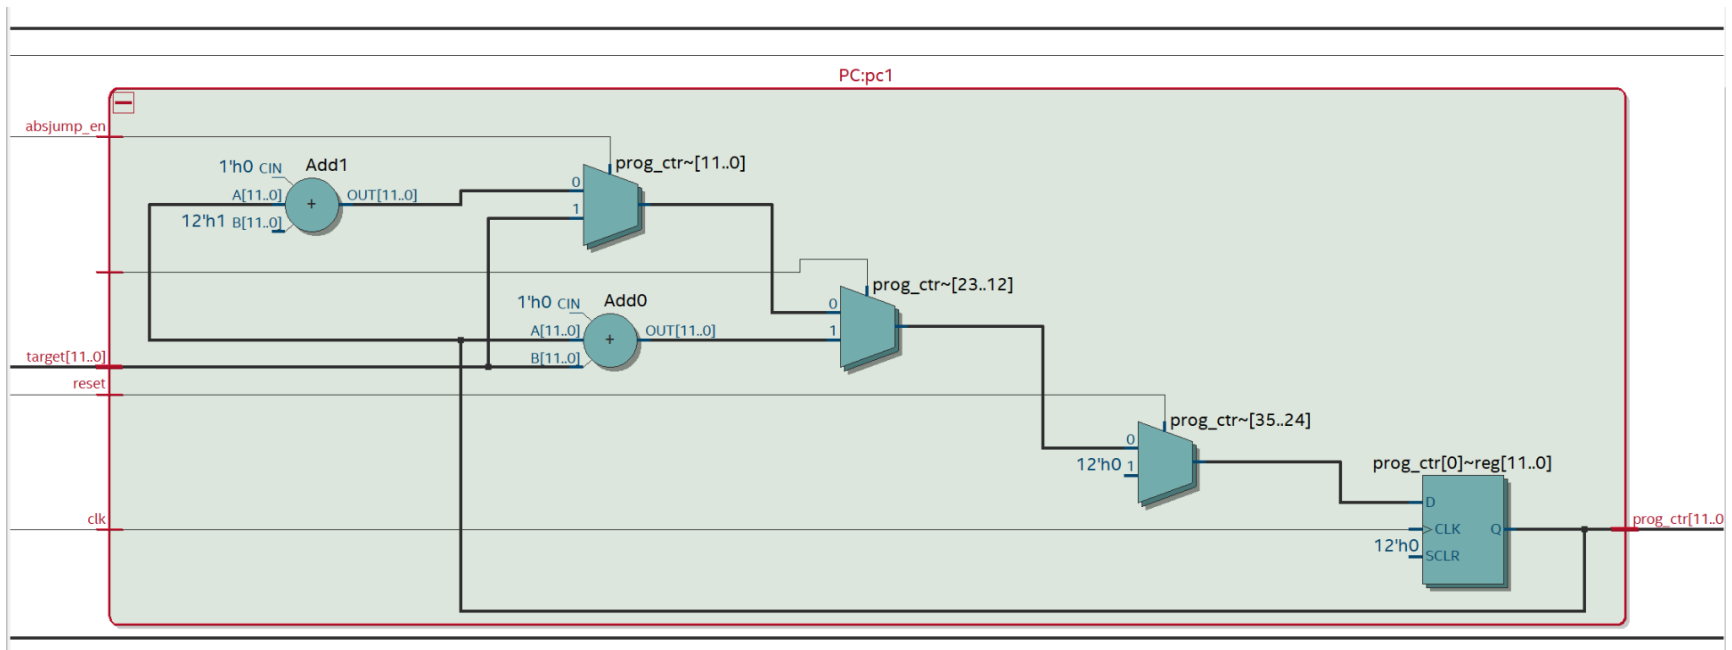 PC:pc1
absjump_en
1'h0 CIN
Add1
A[11..0]
OUT[11..0]
12'h1 B[11..0]
+
prog_ctr~[11..0]
0
1
prog_ctr~[23..12]
0
1
1'h0 CIN
Add0
A[11..0]
OUT[11..0]
B[11..0]
+
target[11..0]
reset
prog_ctr~[35..24]
0
12'h0 1
prog_ctr[0]~reg[11..0]
D
clk
>CLK
Q
12'h0
SCLR
prog_ctr[11..0